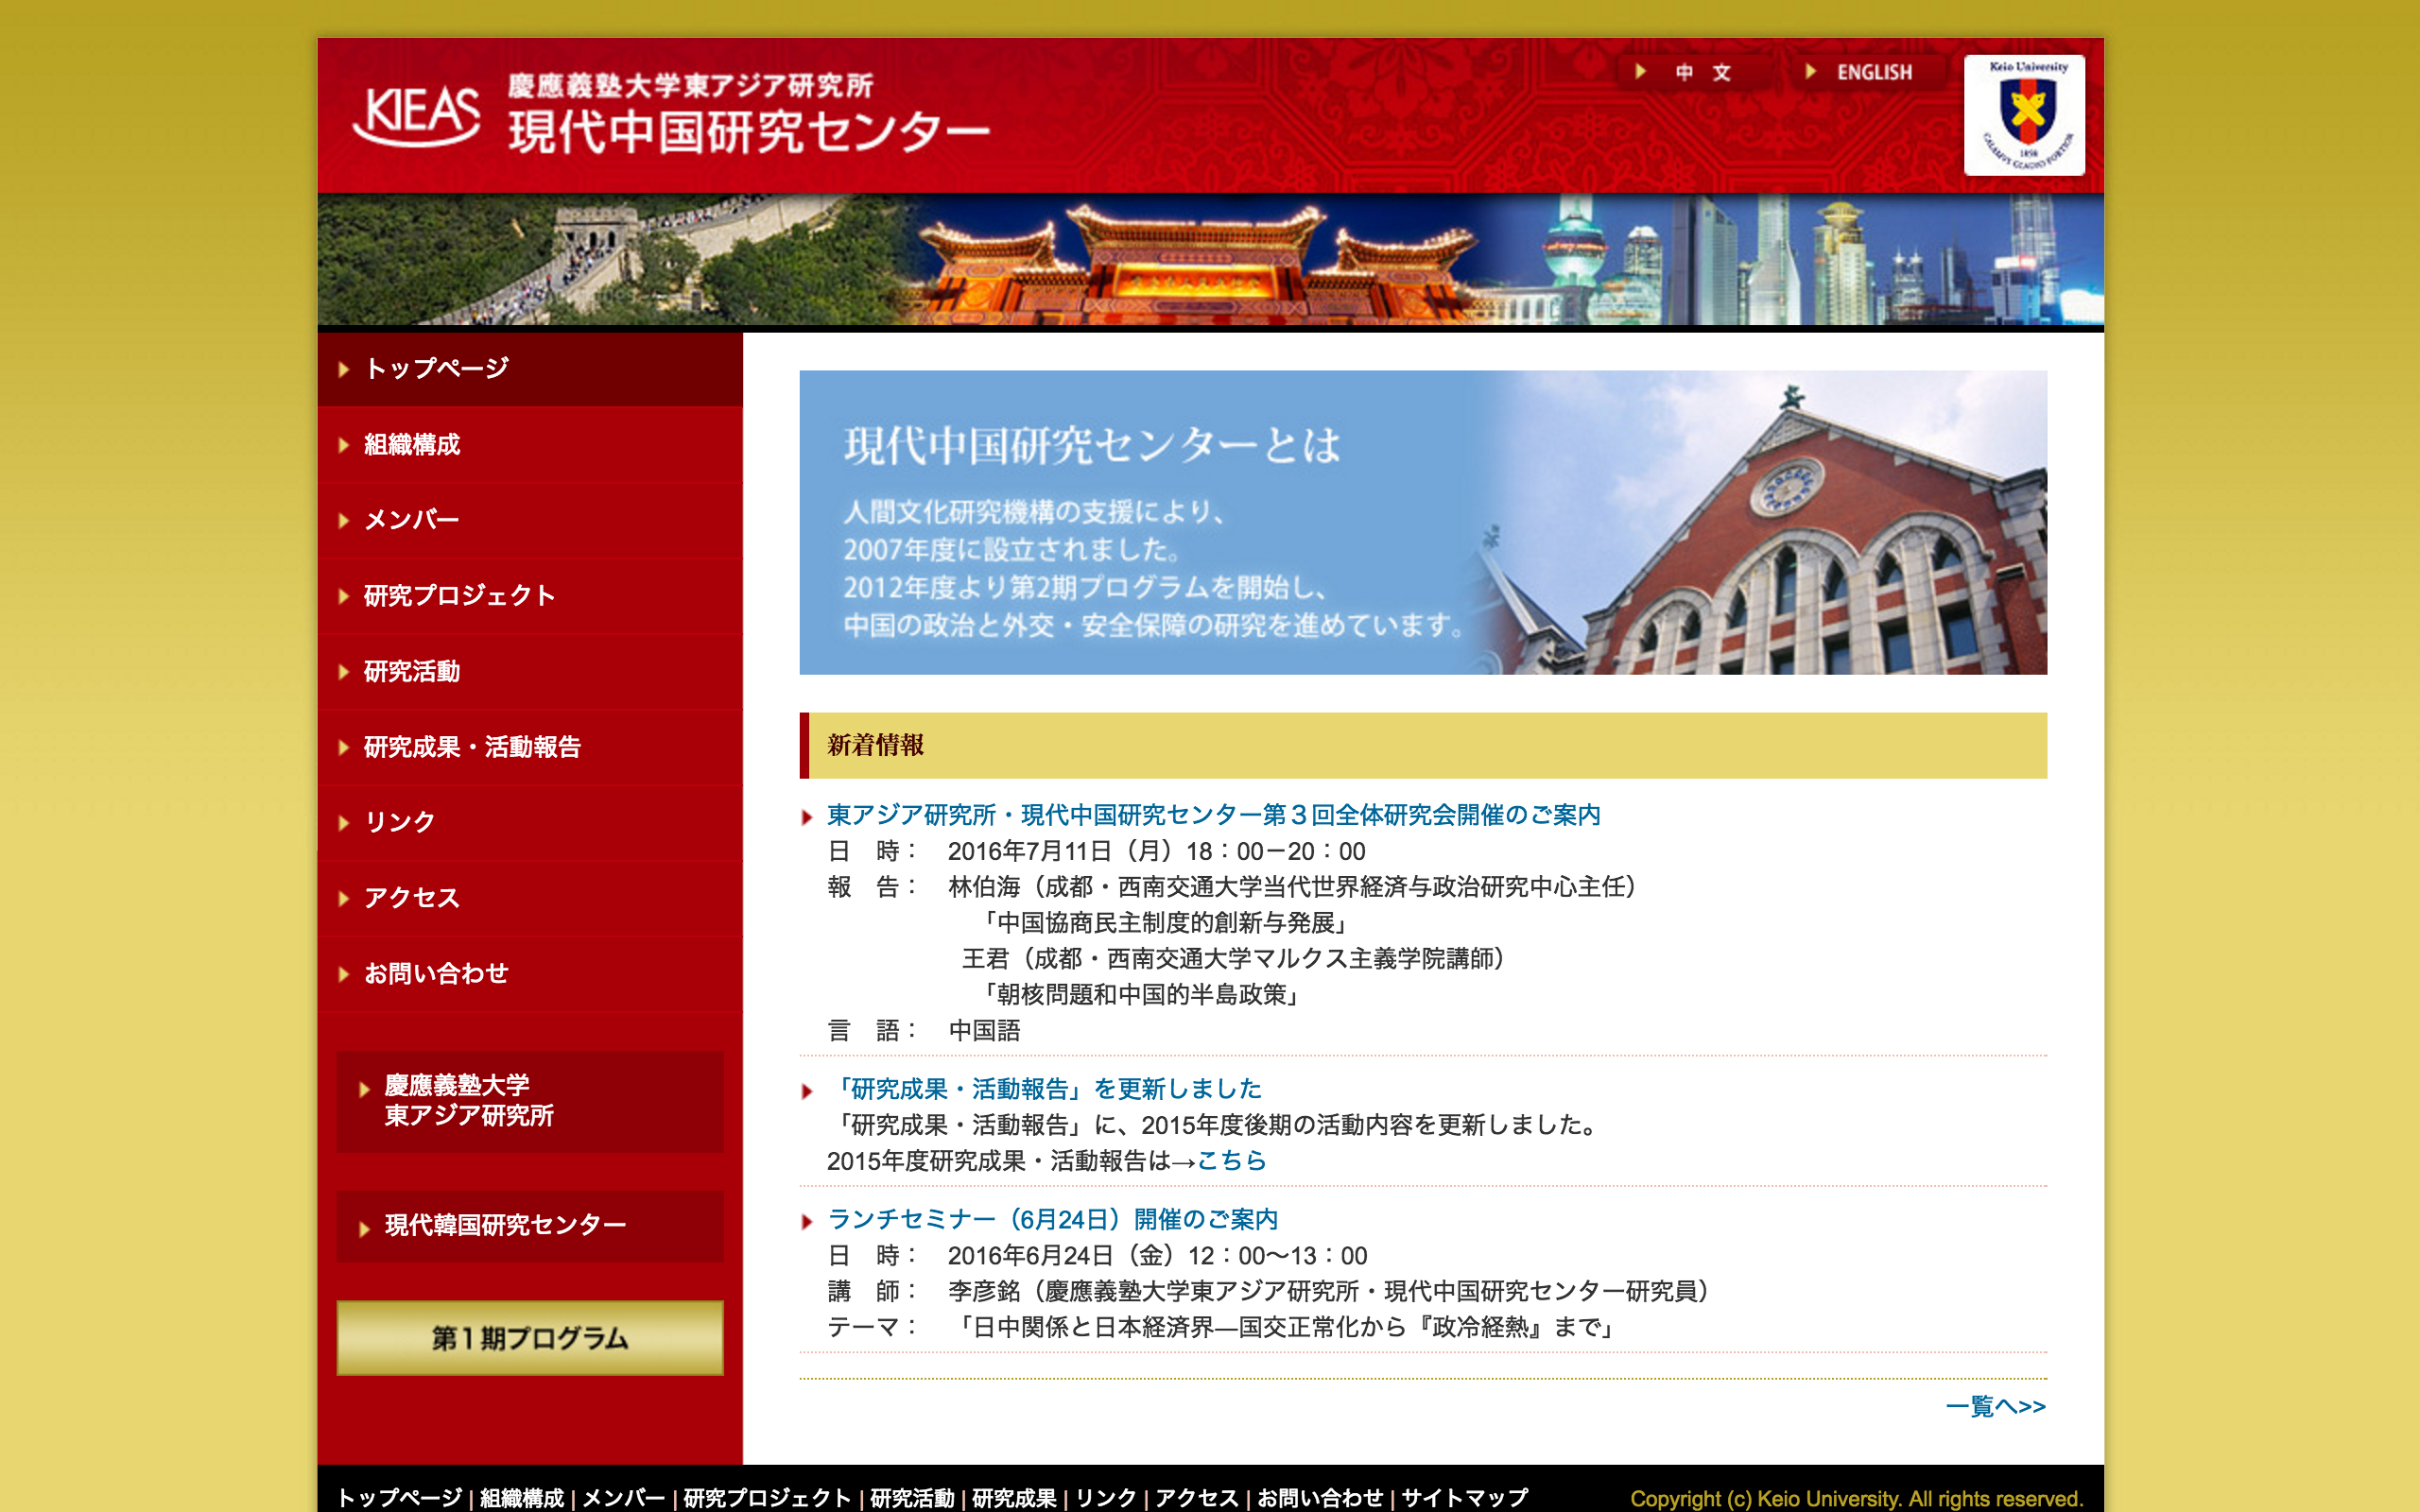 KIEAS
慶應義塾大学東アジア研究所
現代中国研究センター
中 文
ENGLISH
Keio University
1858
CALAMVS GLADIO FORTIOR
トップページ
組織構成
メンバー
研究プロジェクト
研究活動
研究成果・活動報告
リンク
アクセス
お問い合わせ
慶應義塾大学
東アジア研究所
現代韓国研究センター
第1期プログラム
現代中国研究センターとは
人間文化研究機構の支援により、
2007年度に設立されました。
2012年度より第2期プログラムを開始し、
中国の政治と外交・安全保障の研究を進めています。
新着情報
東アジア研究所・現代中国研究センター第３回全体研究会開催のご案内
日　時：　2016年7月11日（月）18：00－20：00
報　告：　林伯海（成都・西南交通大学当代世界経済与政治研究中心主任）
「中国協商民主制度的創新与発展」
王君（成都・西南交通大学マルクス主義学院講師）
「朝核問題和中国的半島政策」
言　語：　中国語
「研究成果・活動報告」を更新しました
「研究成果・活動報告」に、2015年度後期の活動内容を更新しました。
2015年度研究成果・活動報告は→こちら
ランチセミナー（6月24日）開催のご案内
日　時：　2016年6月24日（金）12：00〜13：00
講　師：　李彦銘（慶應義塾大学東アジア研究所・現代中国研究センター研究員）
テーマ：　「日中関係と日本経済界―国交正常化から『政冷経熱』まで」
一覧へ>>
トップページ | 組織構成 | メンバー | 研究プロジェクト | 研究活動 | 研究成果 | リンク | アクセス | お問い合わせ | サイトマップ
Copyright (c) Keio University. All rights reserved.